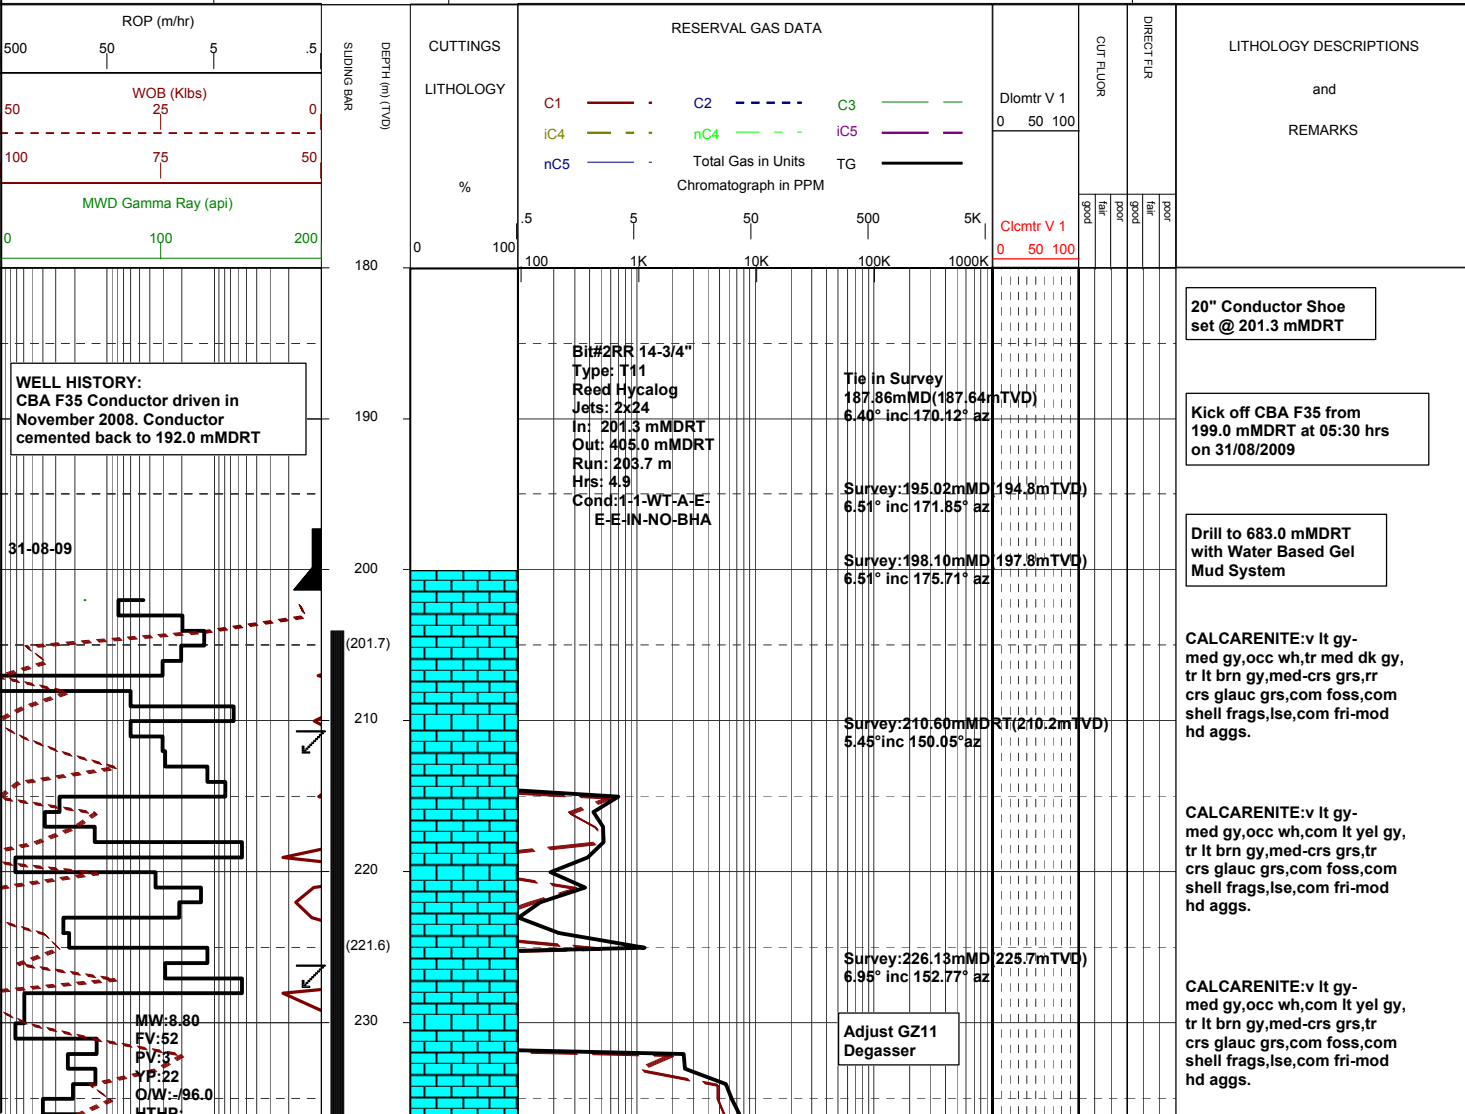 ROP (m/hr)
500 50 5 .5
WOB (Klbs)
50 25 0
100 75 50
MWD Gamma Ray (api)
0 100 200
SLIDING BAR
DEPTH (m) (TVD)
CUTTINGS
LITHOLOGY
%
0 100
RESERVAL GAS DATA
C1 C2 C3
iC4 nC4 iC5
nC5 Total Gas in Units TG
Chromatograph in PPM
.5 5 50 500 5K
100 1K 10K 100K 1000K
Dlomtr V 1
0 50 100
Clcmtr V 1
0 50 100
CUT FLUOR
DIRECT FLR
good fair poor good fair poor
LITHOLOGY DESCRIPTIONS
and
REMARKS
180
190
200
(201.7)
210
220
(221.6)
230
WELL HISTORY:
CBA F35 Conductor driven in
November 2008. Conductor
cemented back to 192.0 mMDRT
31-08-09
MW:8.80
FV:52
PV:3
YP:22
O/W:-/96.0
HTHP:
Bit#2RR 14-3/4"
Type: T11
Reed Hycalog
Jets: 2x24
In: 201.3 mMDRT
Out: 405.0 mMDRT
Run: 203.7 m
Hrs: 4.9
Cond:1-1-WT-A-E-
E-E-IN-NO-BHA
Tie in Survey
187.86mMD(187.64mTVD)
6.40° inc 170.12° az
Survey:195.02mMD(194.8mTVD)
6.51° inc 171.85° az
Survey:198.10mMD(197.8mTVD)
6.51° inc 175.71° az
Survey:210.60mMDRT(210.2mTVD)
5.45°inc 150.05°az
Survey:226.13mMD(225.7mTVD)
6.95° inc 152.77° az
Adjust GZ11
Degasser
20" Conductor Shoe
set @ 201.3 mMDRT
Kick off CBA F35 from
199.0 mMDRT at 05:30 hrs
on 31/08/2009
Drill to 683.0 mMDRT
with Water Based Gel
Mud System
CALCARENITE:v lt gy-
med gy,occ wh,tr med dk gy,
tr lt brn gy,med-crs grs,rr
crs glauc grs,com foss,com
shell frags,lse,com fri-mod
hd aggs.
CALCARENITE:v lt gy-
med gy,occ wh,com lt yel gy,
tr lt brn gy,med-crs grs,tr
crs glauc grs,com foss,com
shell frags,lse,com fri-mod
hd aggs.
CALCARENITE:v lt gy-
med gy,occ wh,com lt yel gy,
tr lt brn gy,med-crs grs,tr
crs glauc grs,com foss,com
shell frags,lse,com fri-mod
hd aggs.